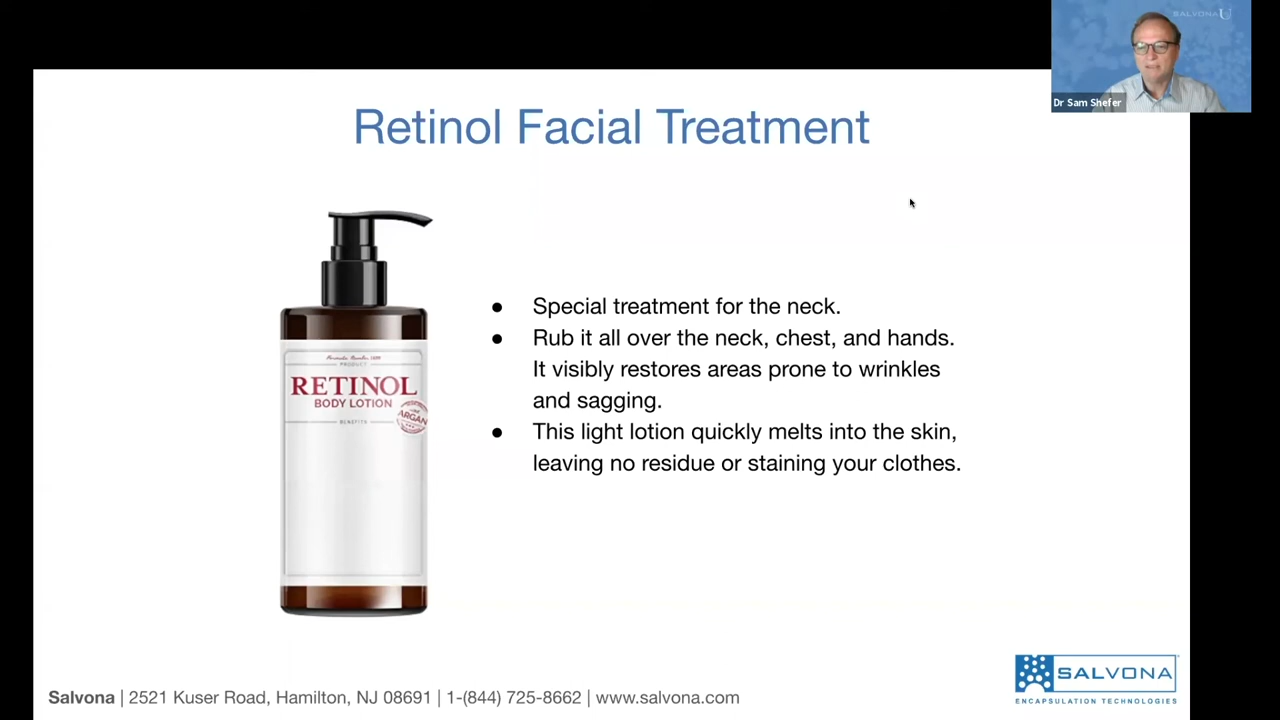 SALVONA U
Dr Sam Shefer
Retinol Facial Treatment
PRODUCT
RETINOL
BODY LOTION
ARGAN
BENEFITS
● Special treatment for the neck.
● Rub it all over the neck, chest, and hands.
It visibly restores areas prone to wrinkles
and sagging.
● This light lotion quickly melts into the skin,
leaving no residue or staining your clothes.
SALVONA
ENCAPSULATION TECHNOLOGIES
Salvona | 2521 Kuser Road, Hamilton, NJ 08691 | 1-(844) 725-8662 | www.salvona.com